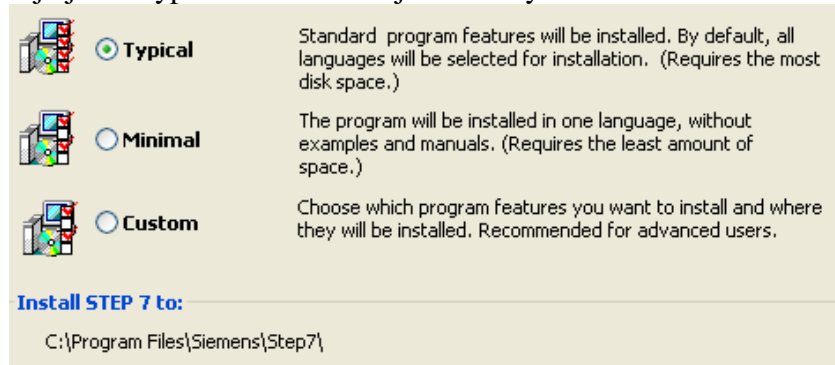 Typical
Standard program features will be installed. By default, all
languages will be selected for installation. (Requires the most
disk space.)
Minimal
The program will be installed in one language, without
examples and manuals. (Requires the least amount of
space.)
Custom
Choose which program features you want to install and where
they will be installed. Recommended for advanced users.
Install STEP 7 to:
C:\Program Files\Siemens\Step7\